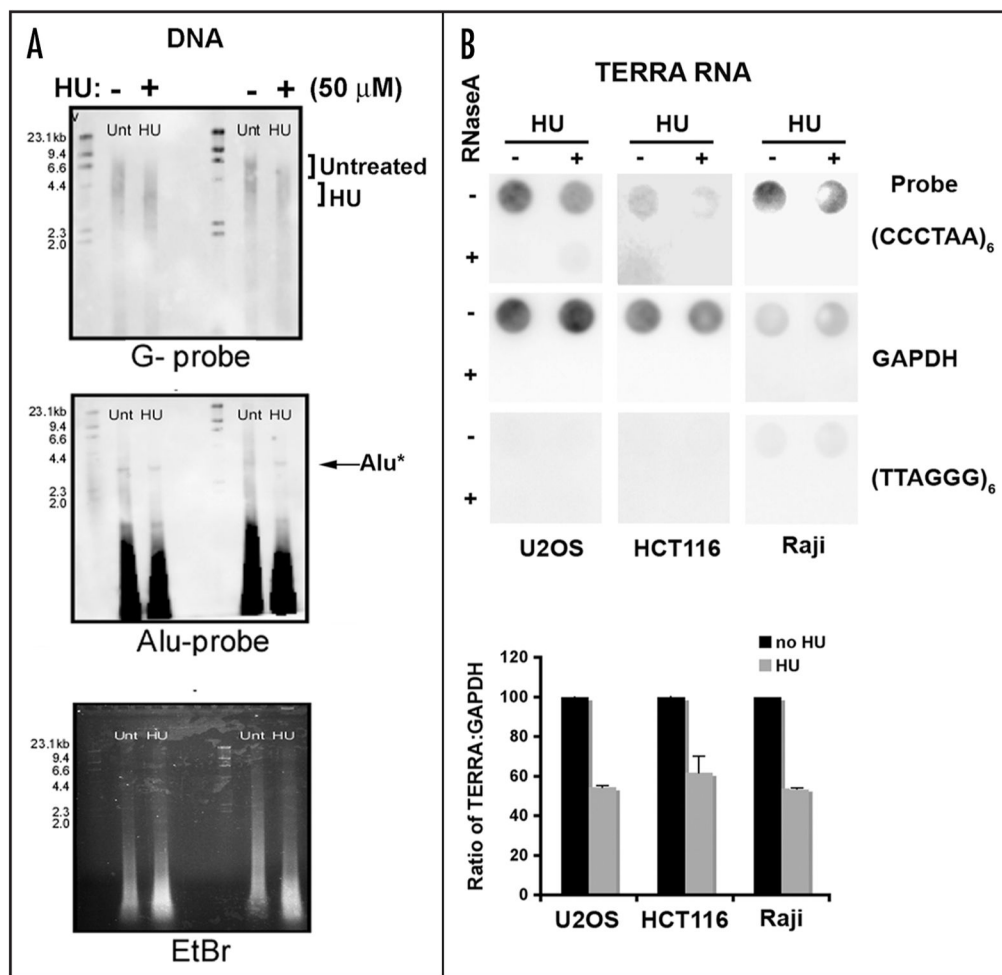 A
DNA
HU: - + - + (50 µM)
Unt HU Unt HU
23.1kb
9.4
6.6
4.4
2.3
2.0
Untreated
HU
G- probe
Unt HU Unt HU
23.1kb
9.4
6.6
4.4
2.3
2.0
Alu*
Alu-probe
Unt HU Unt HU
23.1kb
9.4
6.6
4.4
2.3
2.0
EtBr
B
TERRA RNA
RNaseA
HU HU HU
- + - + - +
Probe
-
+
(CCCTAA)6
-
+
GAPDH
-
+
(TTAGGG)6
U2OS HCT116 Raji
no HU
HU
Ratio of TERRA:GAPDH
120
100
80
60
40
20
0
U2OS HCT116 Raji